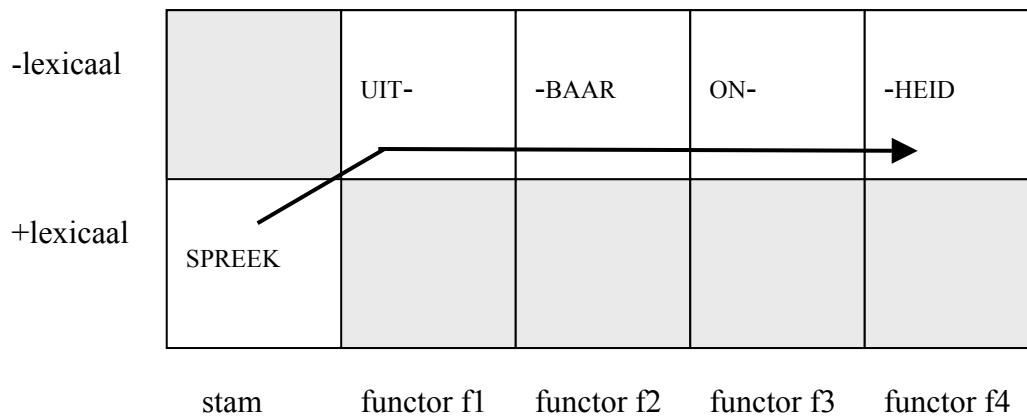 -lexicaal
UIT- -BAAR ON- -HEID
+lexicaal
SPREEK
stam functor f1 functor f2 functor f3 functor f4